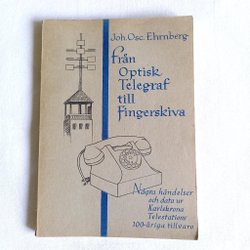 Joh. Osc. Ehrnberg:
Från
Optisk
Telegraf
till
Fingerskiva
Några händelser
och data ur
Karlskrona
Telestations
100-åriga tillvaro